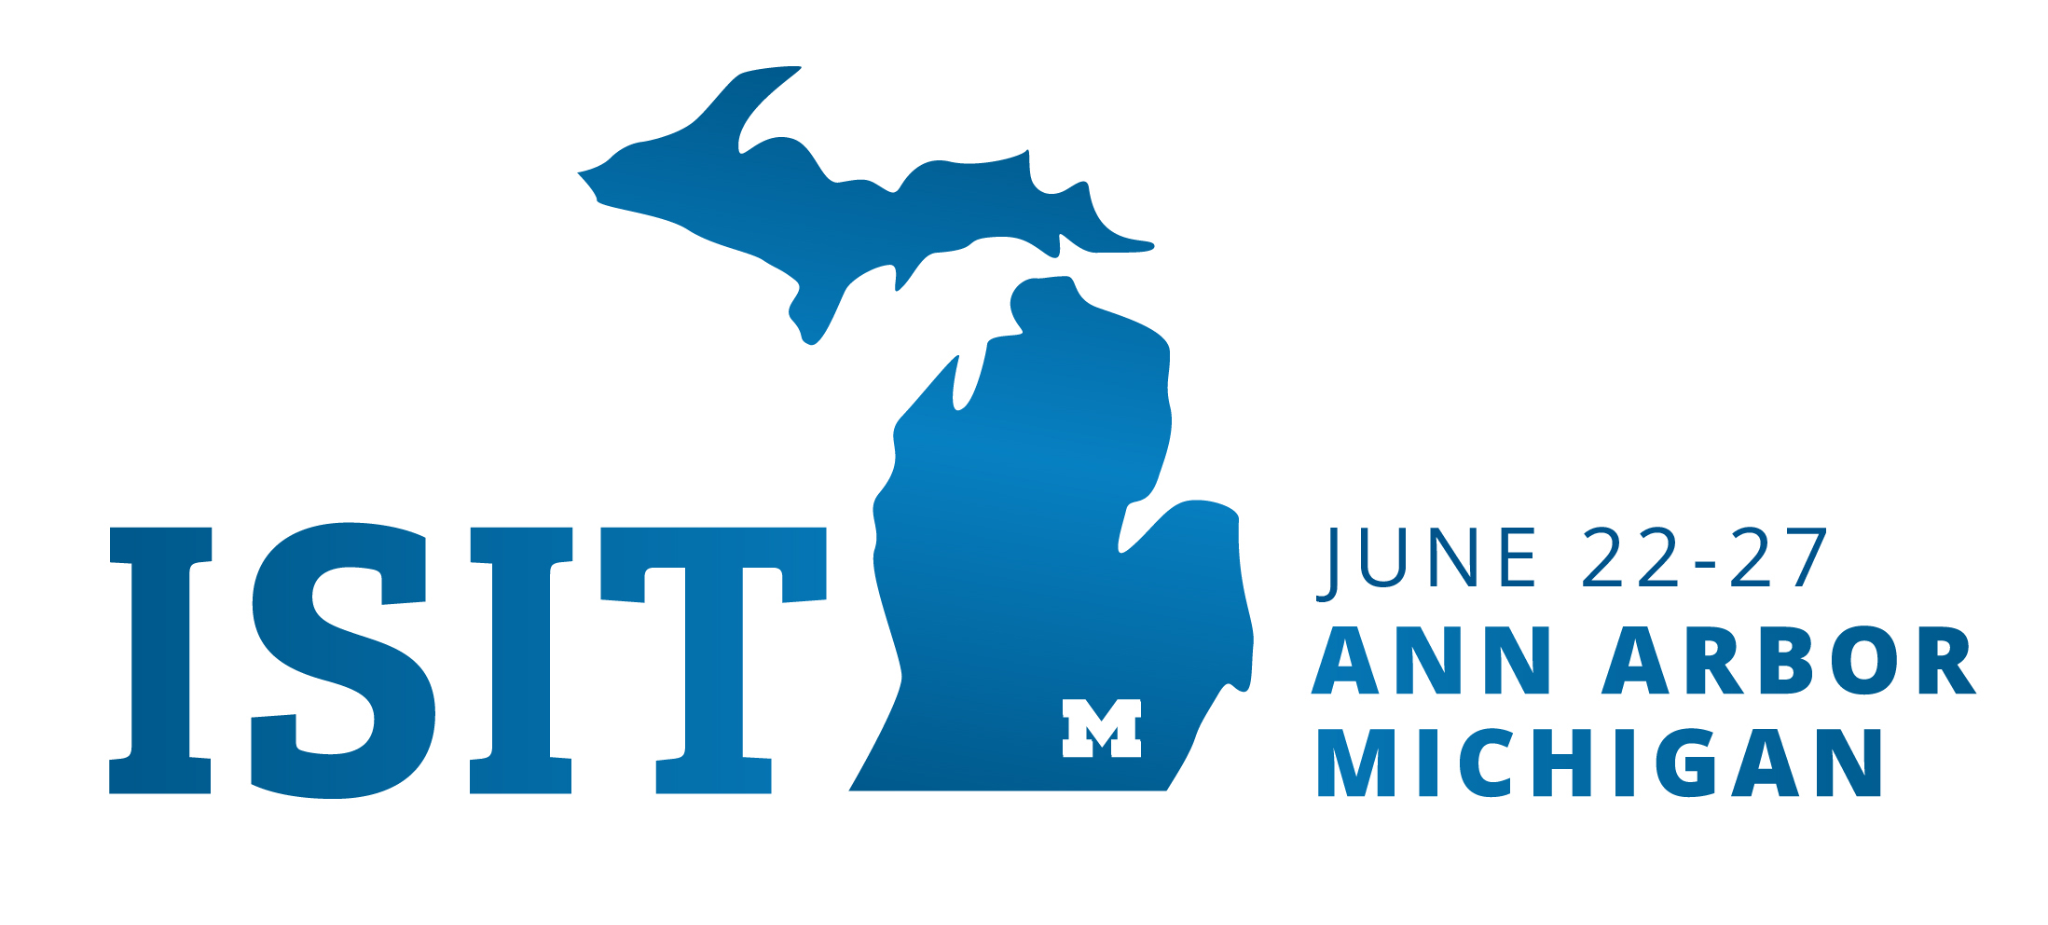 ISIT
M
JUNE 22-27
ANN ARBOR
MICHIGAN